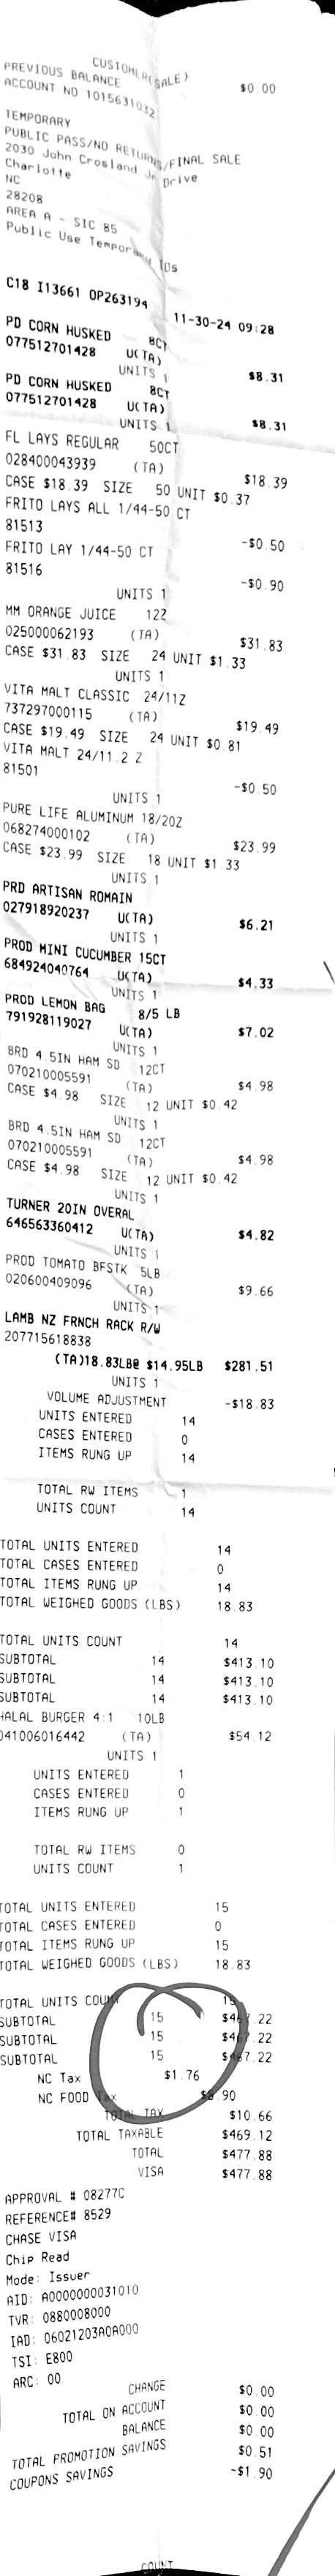 CUSTOMER(SALE)
PREVIOUS BALANCE $0.00
ACCOUNT NO 1015631032
TEMPORARY
PUBLIC PASS/NO RETURNS/FINAL SALE
2030 John Crosland Jr Drive
Charlotte
NC
28208
AREA A - SIC 85
Public Use Temporary IDs
C18 I13661 OP263194 11-30-24 09:28
PD CORN HUSKED 8CT
077512701428 U(TA) $8.31
UNITS 1
PD CORN HUSKED 8CT
077512701428 U(TA) $8.31
UNITS 1
FL LAYS REGULAR 50CT
028400043939 (TA) $18.39
CASE $18.39 SIZE 50 UNIT $0.37
FRITO LAYS ALL 1/44-50 CT
81513 -$0.50
FRITO LAY 1/44-50 CT
81516 -$0.90
UNITS 1
MM ORANGE JUICE 12Z
025000062193 (TA) $31.83
CASE $31.83 SIZE 24 UNIT $1.33
UNITS 1
VITA MALT CLASSIC 24/11Z
737297000115 (TA) $19.49
CASE $19.49 SIZE 24 UNIT $0.81
VITA MALT 24/11.2 Z
81501 -$0.50
UNITS 1
PURE LIFE ALUMINUM 18/20Z
068274000102 (TA) $23.99
CASE $23.99 SIZE 18 UNIT $1.33
UNITS 1
PRD ARTISAN ROMAIN
027918920237 U(TA) $6.21
UNITS 1
PROD MINI CUCUMBER 15CT
684924040764 U(TA) $4.33
UNITS 1
PROD LEMON BAG 8/5 LB
791928119027 U(TA) $7.02
UNITS 1
BRD 4.5IN HAM SD 12CT
070210005591 (TA) $4.98
CASE $4.98 SIZE 12 UNIT $0.42
UNITS 1
BRD 4.5IN HAM SD 12CT
070210005591 (TA) $4.98
CASE $4.98 SIZE 12 UNIT $0.42
UNITS 1
TURNER 20IN OVERAL
646563360412 U(TA) $4.82
UNITS 1
PROD TOMATO BFSTK 5LB
020600409096 (TA) $9.66
UNITS 1
LAMB NZ FRNCH RACK R/W
207715618838
(TA)18.83LB@ $14.95LB $281.51
UNITS 1
VOLUME ADJUSTMENT -$18.83
UNITS ENTERED 14
CASES ENTERED 0
ITEMS RUNG UP 14
TOTAL RW ITEMS 1
UNITS COUNT 14
TOTAL UNITS ENTERED 14
TOTAL CASES ENTERED 0
TOTAL ITEMS RUNG UP 14
TOTAL WEIGHED GOODS (LBS) 18.83
TOTAL UNITS COUNT 14
SUBTOTAL 14 $413.10
SUBTOTAL 14 $413.10
SUBTOTAL 14 $413.10
HALAL BURGER 4:1 10LB
041006016442 (TA) $54.12
UNITS 1
UNITS ENTERED 1
CASES ENTERED 0
ITEMS RUNG UP 1
TOTAL RW ITEMS 0
UNITS COUNT 1
TOTAL UNITS ENTERED 15
TOTAL CASES ENTERED 0
TOTAL ITEMS RUNG UP 15
TOTAL WEIGHED GOODS (LBS) 18.83
TOTAL UNITS COUNT 15
SUBTOTAL 15 $467.22
SUBTOTAL 15 $467.22
SUBTOTAL 15 $467.22
NC Tax $1.76
NC FOOD Tax $8.90
TOTAL TAX $10.66
TOTAL TAXABLE $469.12
TOTAL $477.88
VISA $477.88
APPROVAL # 08277C
REFERENCE# 8529
CHASE VISA
Chip Read
Mode: Issuer
AID: A0000000031010
TVR: 0880008000
IAD: 06021203A0A000
TSI: E800
ARC: 00
CHANGE $0.00
TOTAL ON ACCOUNT $0.00
BALANCE $0.00
TOTAL PROMOTION SAVINGS $0.51
COUPONS SAVINGS -$1.90
COUNT